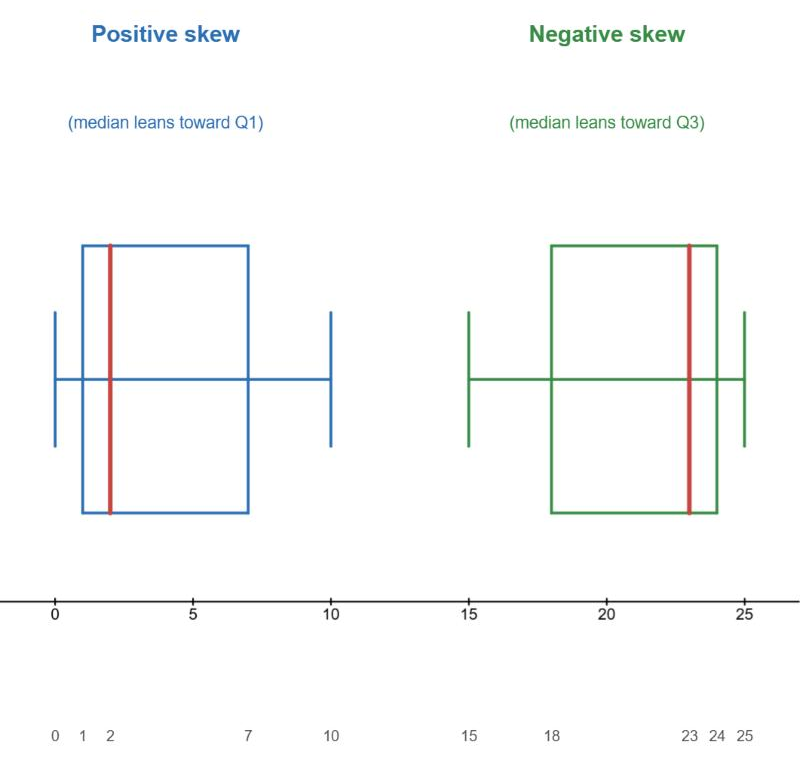 Positive skew Negative skew
(median leans toward Q1) (median leans toward Q3)
0 5 10 15 20 25
0 1 2 7 10 15 18 23 24 25